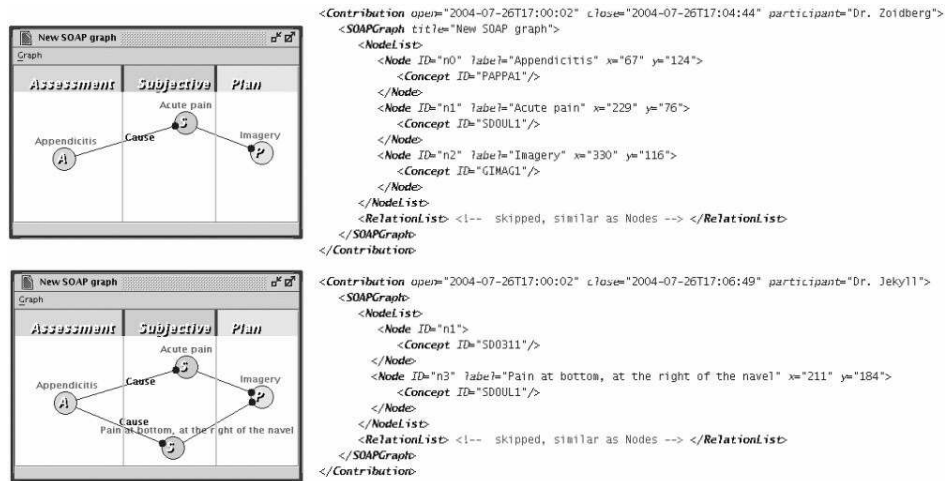 New SOAP graph
Graph
Assessment Subjective Plan
Acute pain
S
Cause
Imagery
Appendicitis
P
A
<Contribution open="2004-07-26T17:00:02" close="2004-07-26T17:04:44" participant="Dr. Zoidberg">
<SOAPGraph title="New SOAP graph">
<NodeList>
<Node ID="n0" label="Appendicitis" x="67" y="124">
<Concept ID="PAPPA1"/>
</Node>
<Node ID="n1" label="Acute pain" x="229" y="76">
<Concept ID="SDOUL1"/>
</Node>
<Node ID="n2" label="Imagery" x="330" y="116">
<Concept ID="GIMAG1"/>
</Node>
</NodeList>
<RelationList> <!-- skipped, similar as Nodes --> </RelationList>
</SOAPGraph>
</Contribution>
New SOAP graph
Graph
Assessment Subjective Plan
Acute pain
S
Cause
Imagery
Appendicitis
P
A
Cause
Pain at bottom, at the right of the navel
S
<Contribution open="2004-07-26T17:00:02" close="2004-07-26T17:06:49" participant="Dr. Jekyll">
<SOAPGraph>
<NodeList>
<Node ID="n1">
<Concept ID="SD0311"/>
</Node>
<Node ID="n3" label="Pain at bottom, at the right of the navel" x="211" y="184">
<Concept ID="SDOUL1"/>
</Node>
</NodeList>
<RelationList> <!-- skipped, similar as Nodes --> </RelationList>
</SOAPGraph>
</Contribution>